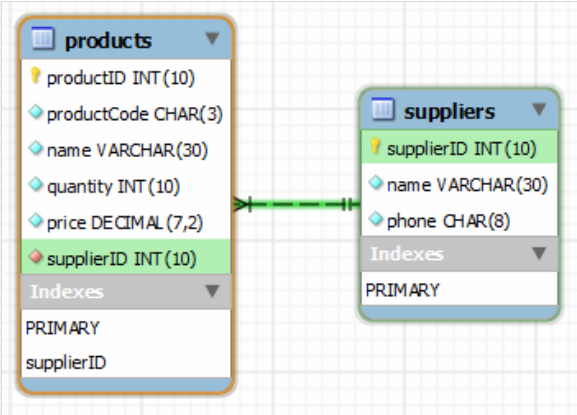 products
productID INT(10)
productCode CHAR(3)
name VARCHAR(30)
quantity INT(10)
price DECIMAL(7,2)
supplierID INT(10)
Indexes
PRIMARY
supplierID
suppliers
supplierID INT(10)
name VARCHAR(30)
phone CHAR(8)
Indexes
PRIMARY